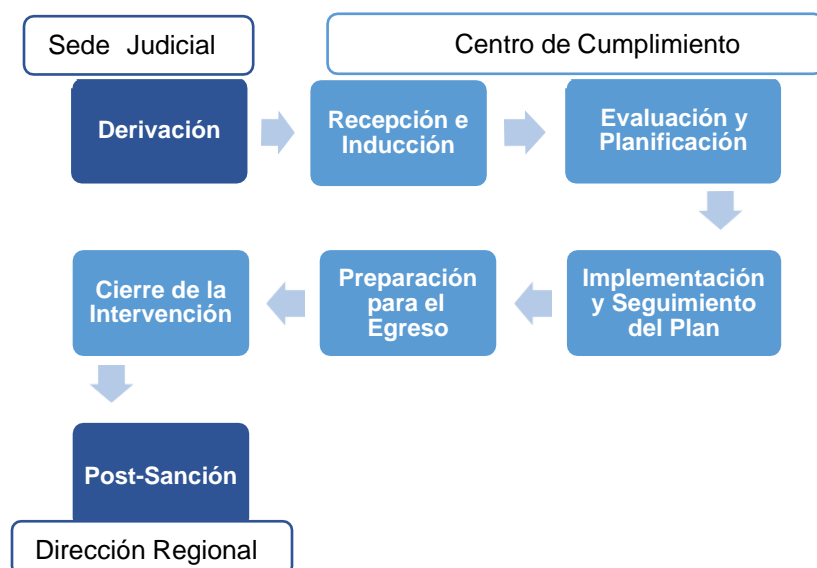 Sede Judicial
Centro de Cumplimiento
Derivación
Recepción e
Inducción
Evaluación y
Planificación
Implementación
y Seguimiento
del Plan
Preparación
para el
Egreso
Cierre de la
Intervención
Post-Sanción
Dirección Regional